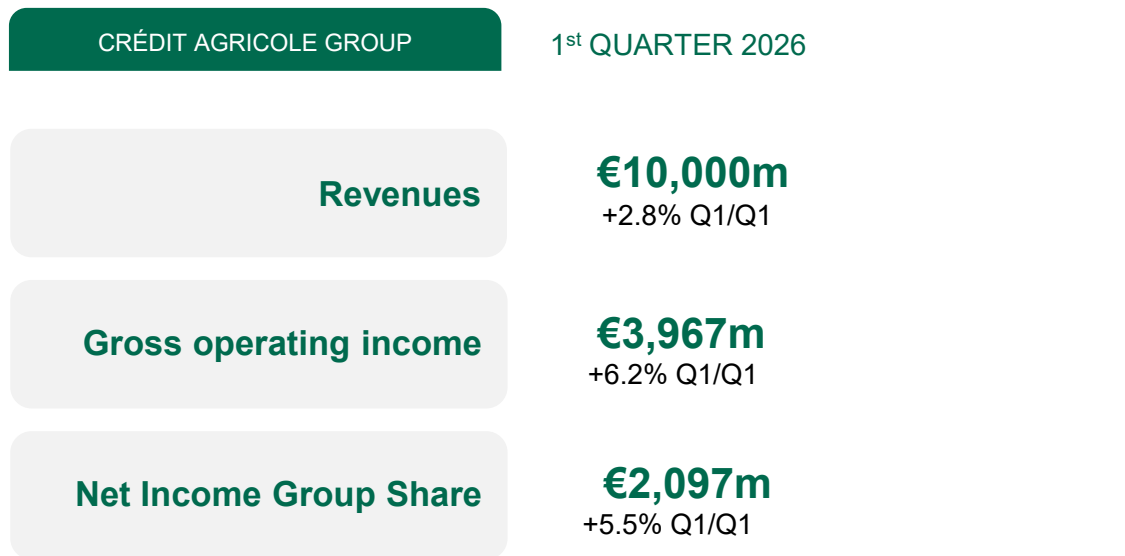 CRÉDIT AGRICOLE GROUP
1st QUARTER 2026
Revenues
€10,000m
+2.8% Q1/Q1
Gross operating income
€3,967m
+6.2% Q1/Q1
Net Income Group Share
€2,097m
+5.5% Q1/Q1